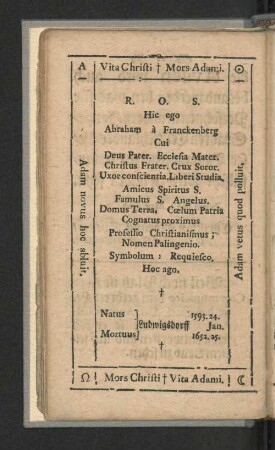 A | Vita Christi † Mors Adami. | ☉
R. O. S.
Hic ego
Abraham à Franckenberg
Cui
Deus Pater. Ecclesia Mater.
Christus Frater. Crux Soror.
Uxor conscientia. Liberi Studia.
Amicus Spiritus S.
Famulus S. Angelus.
Domus Terra, Cœlum Patria
Cognatus proximus
Professio Christianismus;
Nomen Palingenio.
Symbolum: Requiesco,
Hoc ago,
†
Natus ] 1593. 24.
Ludwigsdorff Jan.
Mortuus] 1652. 25.
†
Adam novus hoc abluit,
Adam vetus quod polluit,
Ω | Mors Christi † Vita Adami. | ☾